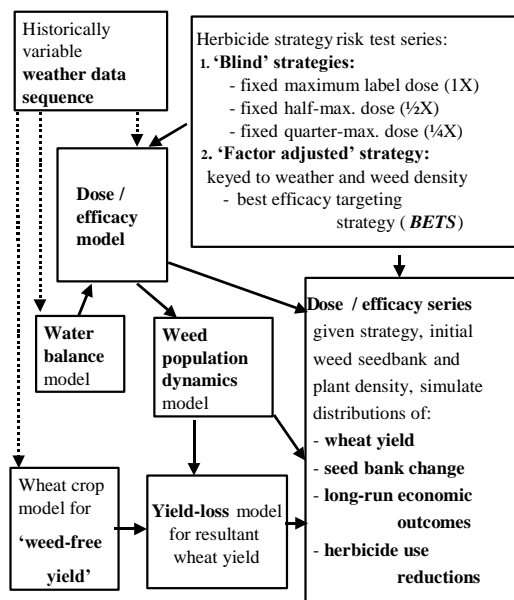 Historically
variable
weather data
sequence
Herbicide strategy risk test series:
1. ‘Blind’ strategies:
- fixed maximum label dose (1X)
- fixed half-max. dose (½X)
- fixed quarter-max. dose (¼X)
2. ‘Factor adjusted’ strategy:
keyed to weather and weed density
- best efficacy targeting
strategy ( BETS)
Dose /
efficacy
model
Water
balance
model
Weed
population
dynamics
model
Dose / efficacy series
given strategy, initial
weed seedbank and
plant density, simulate
distributions of:
- wheat yield
- seed bank change
- long-run economic
outcomes
- herbicide use
reductions
Wheat crop
model for
‘weed-free
yield’
Yield-loss model
for resultant
wheat yield